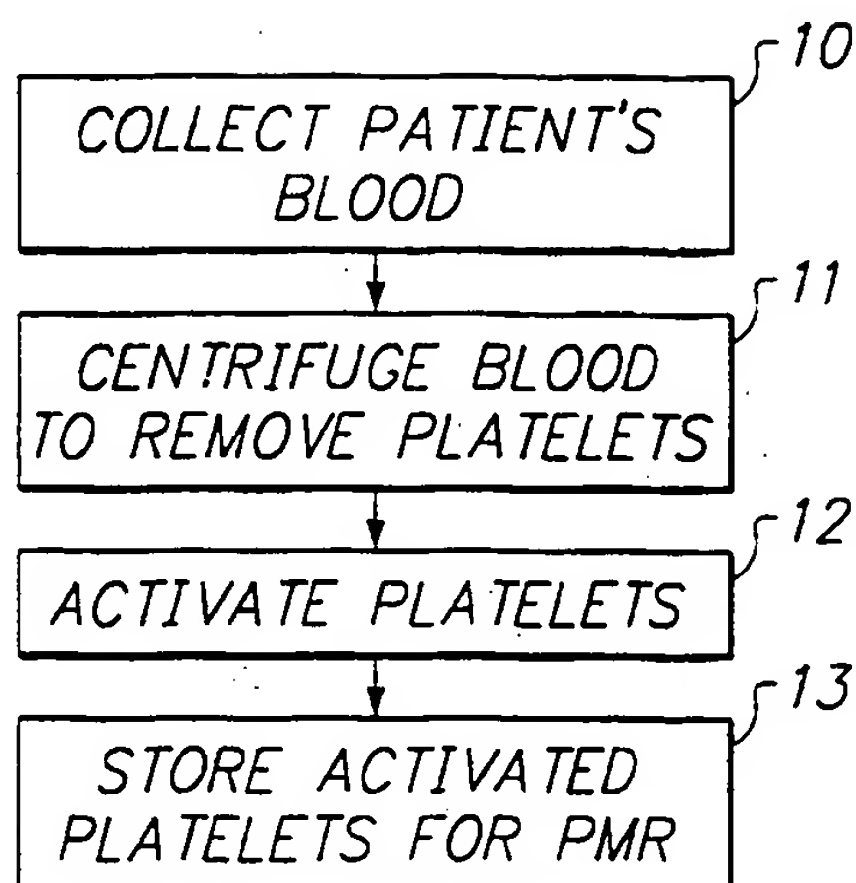 10
COLLECT PATIENT'S
BLOOD
11
CENTRIFUGE BLOOD
TO REMOVE PLATELETS
12
ACTIVATE PLATELETS
13
STORE ACTIVATED
PLATELETS FOR PMR